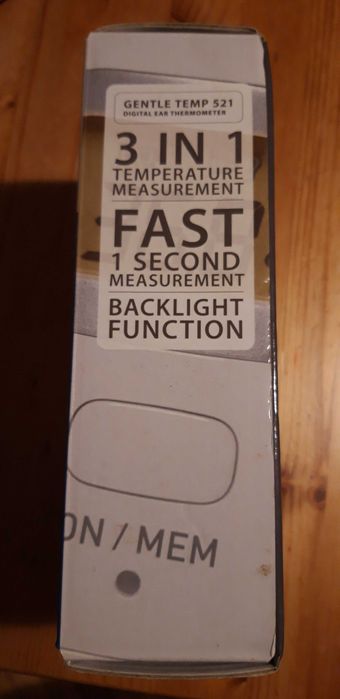 GENTLE TEMP 521
DIGITAL EAR THERMOMETER
3 IN 1
TEMPERATURE
MEASUREMENT
FAST
1 SECOND
MEASUREMENT
BACKLIGHT
FUNCTION
ON / MEM